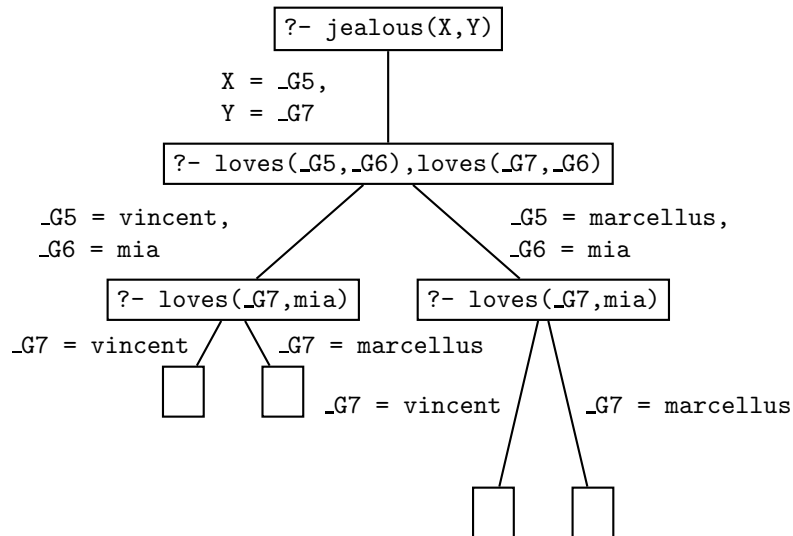 ?- jealous(X,Y)
X = _G5,
Y = _G7
?- loves(_G5,_G6),loves(_G7,_G6)
_G5 = vincent,
_G6 = mia
_G5 = marcellus,
_G6 = mia
?- loves(_G7,mia)
?- loves(_G7,mia)
_G7 = vincent
_G7 = marcellus
_G7 = vincent
_G7 = marcellus